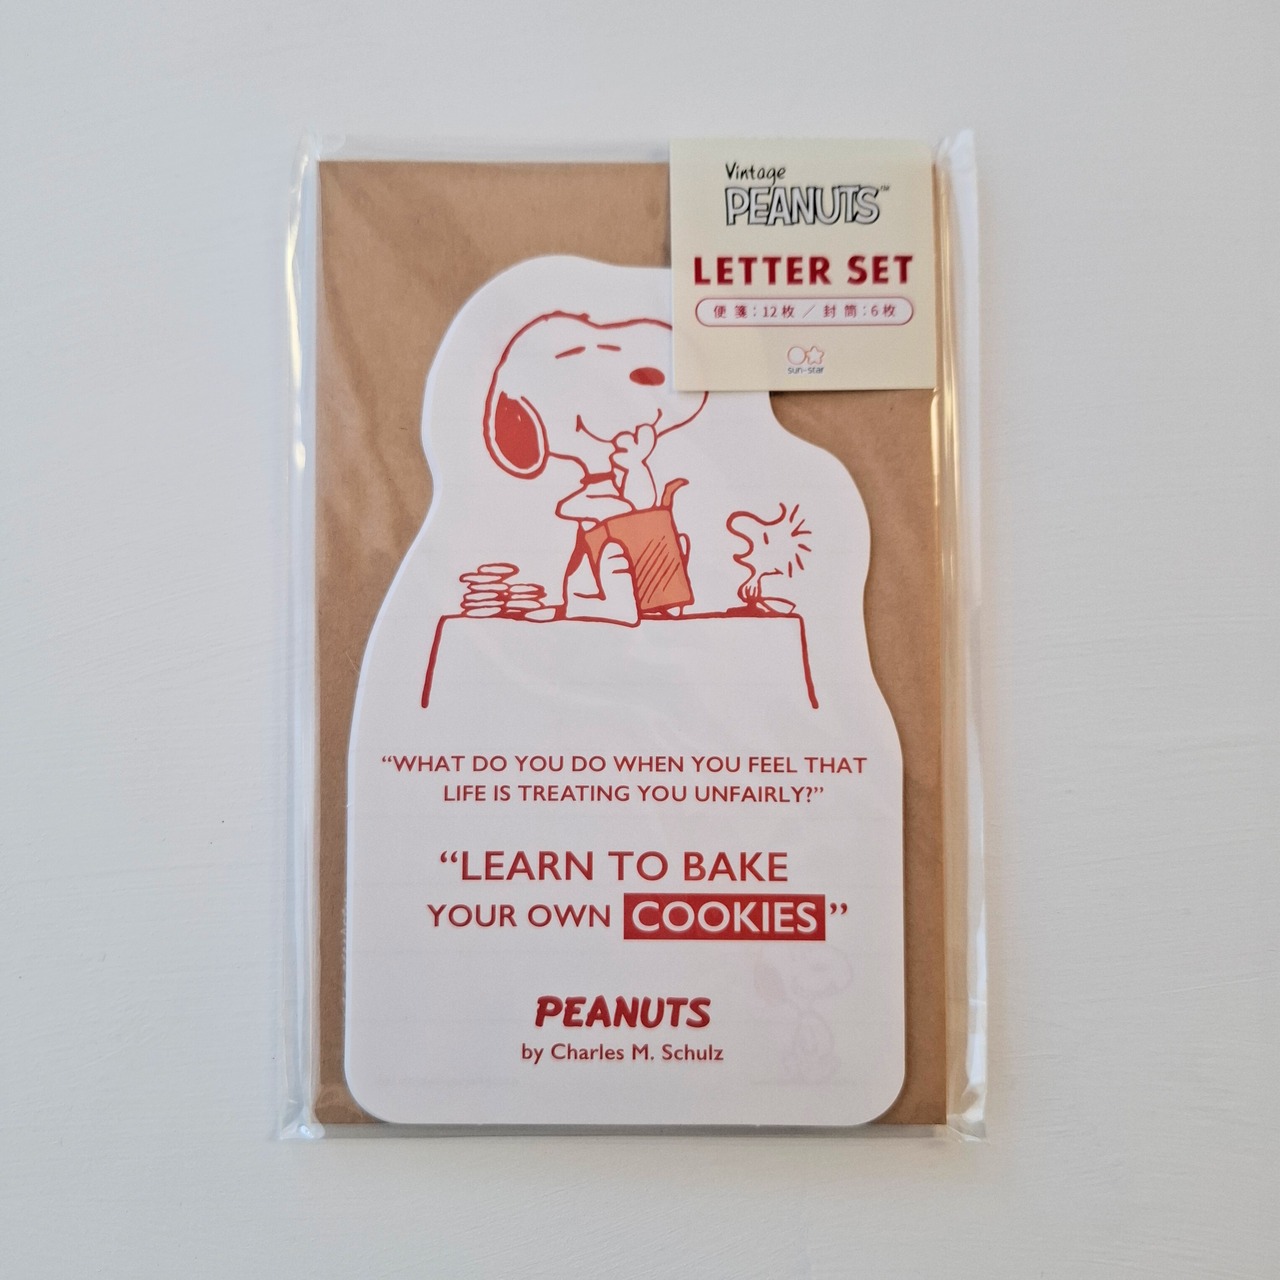 Vintage
PEANUTS™
LETTER SET
便箋：12枚 ／ 封筒：6枚
sun-star
“WHAT DO YOU DO WHEN YOU FEEL THAT
LIFE IS TREATING YOU UNFAIRLY?”
“LEARN TO BAKE
YOUR OWN COOKIES”
PEANUTS
by Charles M. Schulz